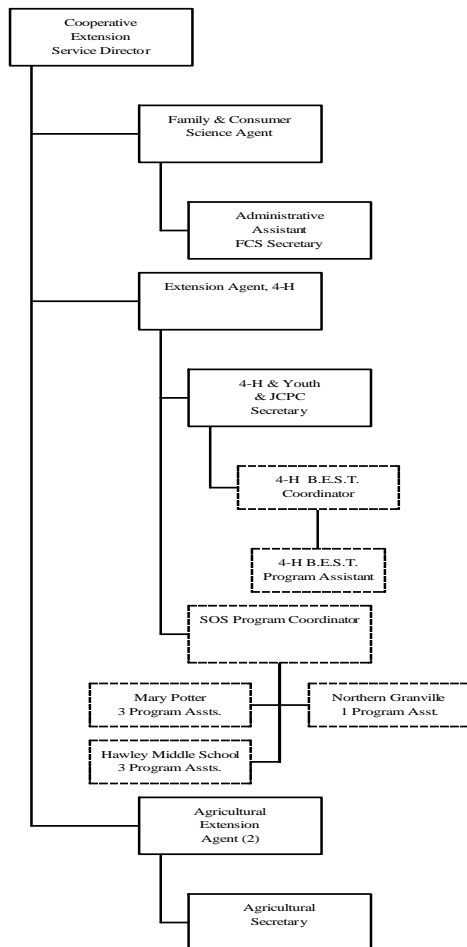 Cooperative
Extension
Service Director
Family & Consumer
Science Agent
Administrative
Assistant
FCS Secretary
Extension Agent, 4-H
4-H & Youth
& JCPC
Secretary
4-H B.E.S.T.
Coordinator
4-H B.E.S.T.
Program Assistant
SOS Program Coordinator
Mary Potter
3 Program Assts.
Northern Granville
1 Program Asst.
Hawley Middle School
3 Program Assts.
Agricultural
Extension
Agent (2)
Agricultural
Secretary